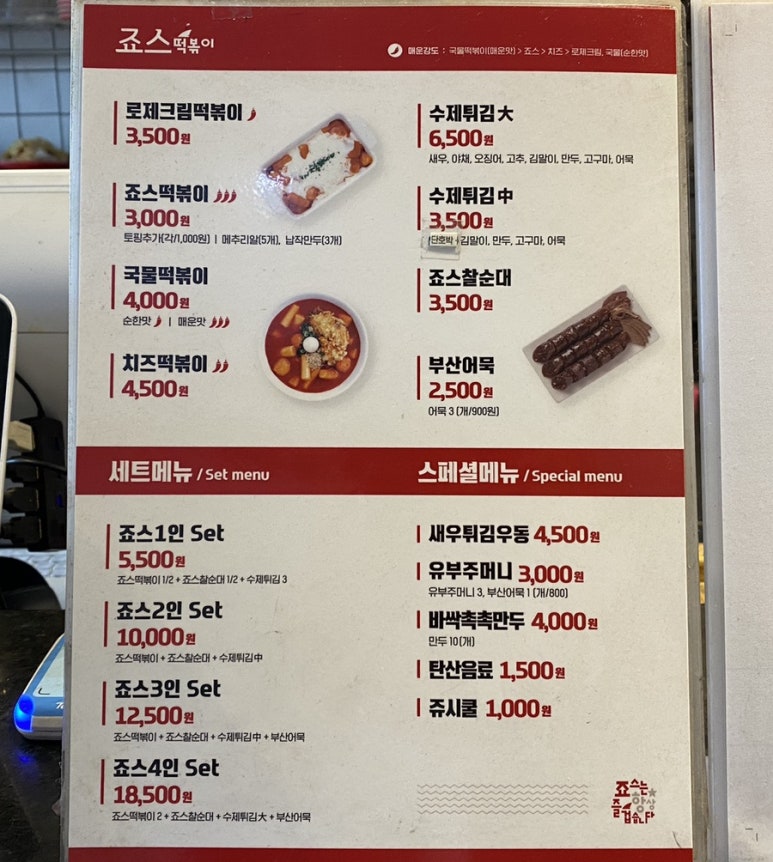 죠스떡볶이
매운강도 : 국물떡볶이(매운맛) > 죠스 > 치즈 > 로제크림, 국물(순한맛)
로제크림떡볶이
3,500원
죠스떡볶이
3,000원
토핑추가(각/1,000원) | 메추리알(5개), 납작만두(3개)
국물떡볶이
4,000원
순한맛 | 매운맛
치즈떡볶이
4,500원
수제튀김 大
6,500원
새우, 야채, 오징어, 고추, 김말이, 만두, 고구마, 어묵
수제튀김 中
3,500원
단호박 김말이, 만두, 고구마, 어묵
죠스찰순대
3,500원
부산어묵
2,500원
어묵 3 (개/900원)
세트메뉴 / Set menu
죠스1인 Set
5,500원
죠스떡볶이 1/2 + 죠스찰순대 1/2 + 수제튀김 3
죠스2인 Set
10,000원
죠스떡볶이 + 죠스찰순대 + 수제튀김 中
죠스3인 Set
12,500원
죠스떡볶이 + 죠스찰순대 + 수제튀김 中 + 부산어묵
죠스4인 Set
18,500원
죠스떡볶이 2 + 죠스찰순대 + 수제튀김 大 + 부산어묵
스페셜메뉴 / Special menu
새우튀김우동 4,500원
유부주머니 3,000원
유부주머니 3, 부산어묵 1 (개/800)
바싹촉촉만두 4,000원
만두 10(개)
탄산음료 1,500원
쥬시쿨 1,000원
죠스는
항상
즐겁습니다